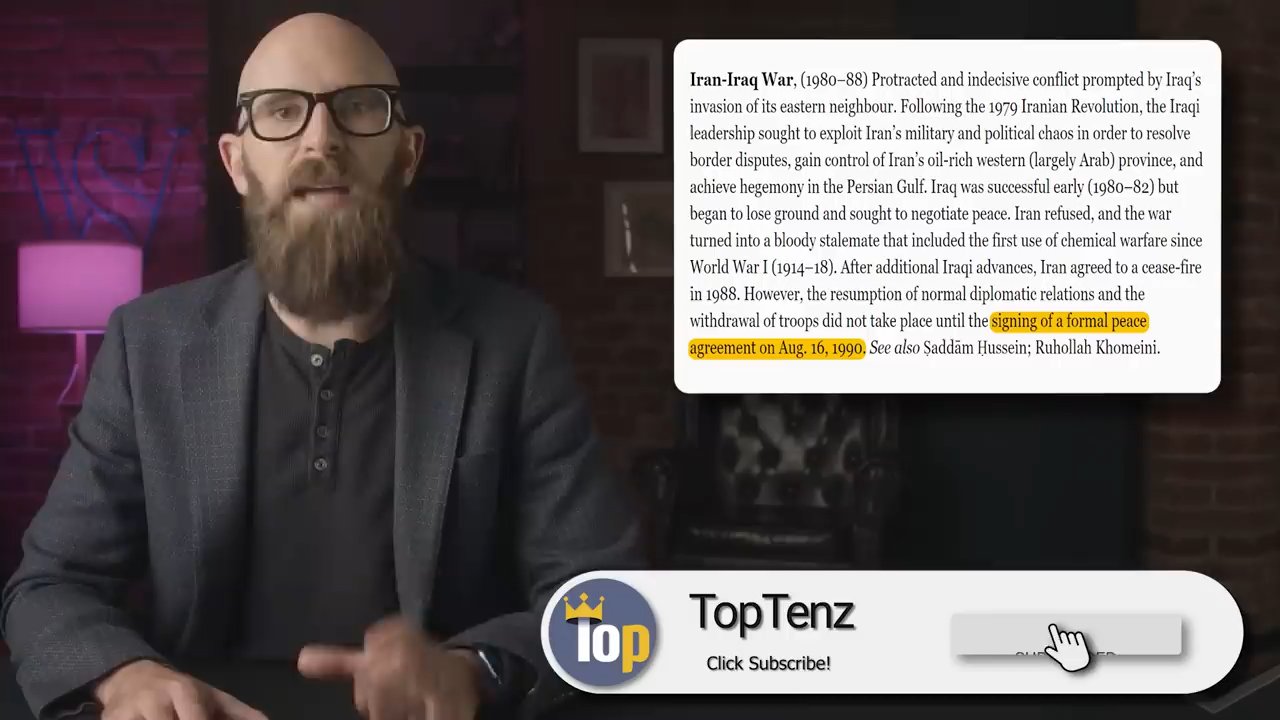 Iran-Iraq War, (1980–88) Protracted and indecisive conflict prompted by Iraq’s
invasion of its eastern neighbour. Following the 1979 Iranian Revolution, the Iraqi
leadership sought to exploit Iran’s military and political chaos in order to resolve
border disputes, gain control of Iran’s oil-rich western (largely Arab) province, and
achieve hegemony in the Persian Gulf. Iraq was successful early (1980–82) but
began to lose ground and sought to negotiate peace. Iran refused, and the war
turned into a bloody stalemate that included the first use of chemical warfare since
World War I (1914–18). After additional Iraqi advances, Iran agreed to a cease-fire
in 1988. However, the resumption of normal diplomatic relations and the
withdrawal of troops did not take place until the signing of a formal peace
agreement on Aug. 16, 1990. See also Ṣaddām Ḥussein; Ruhollah Khomeini.
WS
Top
TopTenz
Click Subscribe!